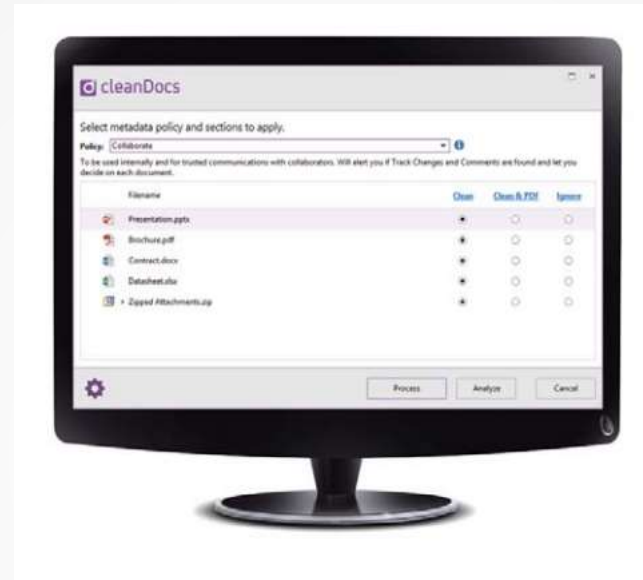 cleanDocs
Select metadata policy and sections to apply.
Policy: Collaborate
To be used internally and for trusted communications with collaborators. Will alert you if Track Changes and Comments are found and let you
decide on each document.
Filename Clean Clean & PDF Ignore
Presentation.pptx
Brochure.pdf
Contract.docx
Datasheet.xlsx
Zipped Attachments.zip
Process Analyze Cancel